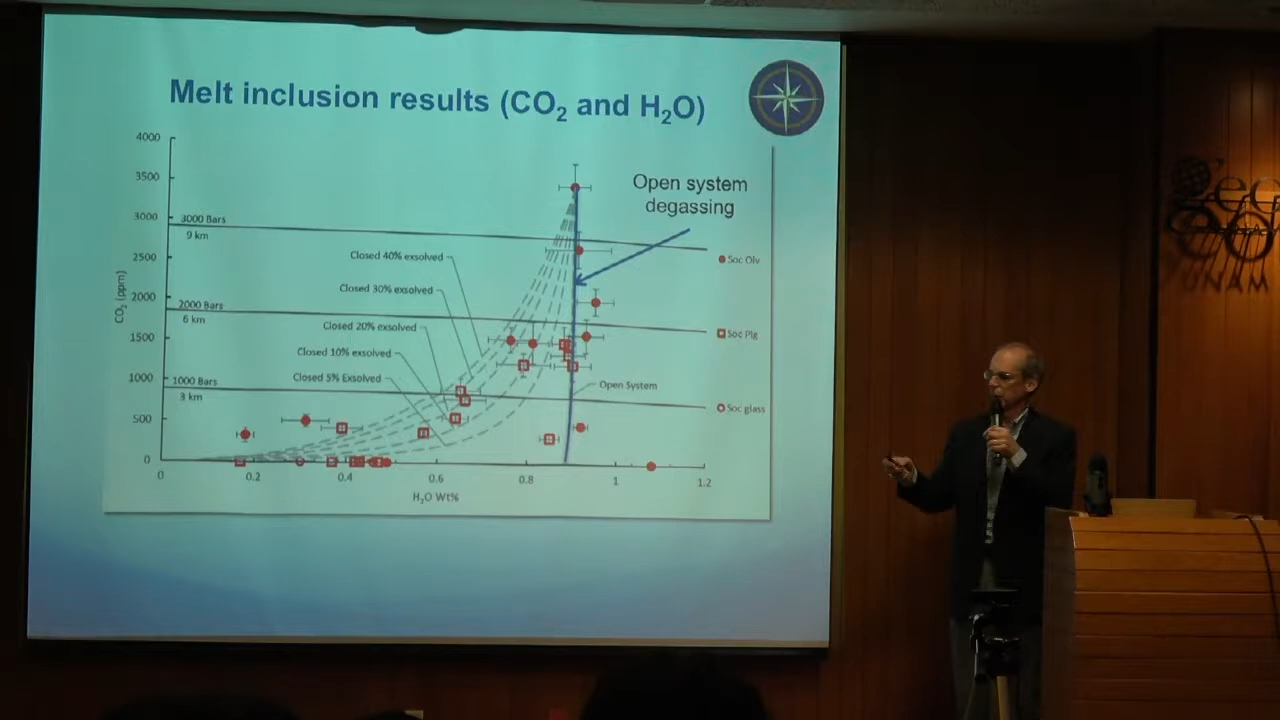 Melt inclusion results (CO₂ and H₂O)
Open system
degassing
4000
3500
3000
2500
2000
1500
1000
500
0
CO₂ (ppm)
3000 Bars
9 km
2000 Bars
6 km
1000 Bars
3 km
Closed 40% exsolved
Closed 30% exsolved
Closed 20% exsolved
Closed 10% exsolved
Closed 5% Exsolved
Open System
Soc Olv
Soc Plg
Soc glass
0
0.2
0.4
0.6
0.8
1
1.2
H₂O Wt%
UNAM